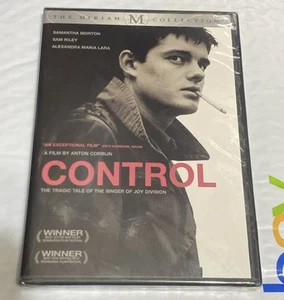 THE MIRIAM M COLLECTION
SAMANTHA MORTON
SAM RILEY
ALEXANDRA MARIA LARA
"AN EXCEPTIONAL FILM"
A FILM BY ANTON CORBIJN
CONTROL
THE TRAGIC TALE OF THE SINGER OF JOY DIVISION
WINNER
WINNER